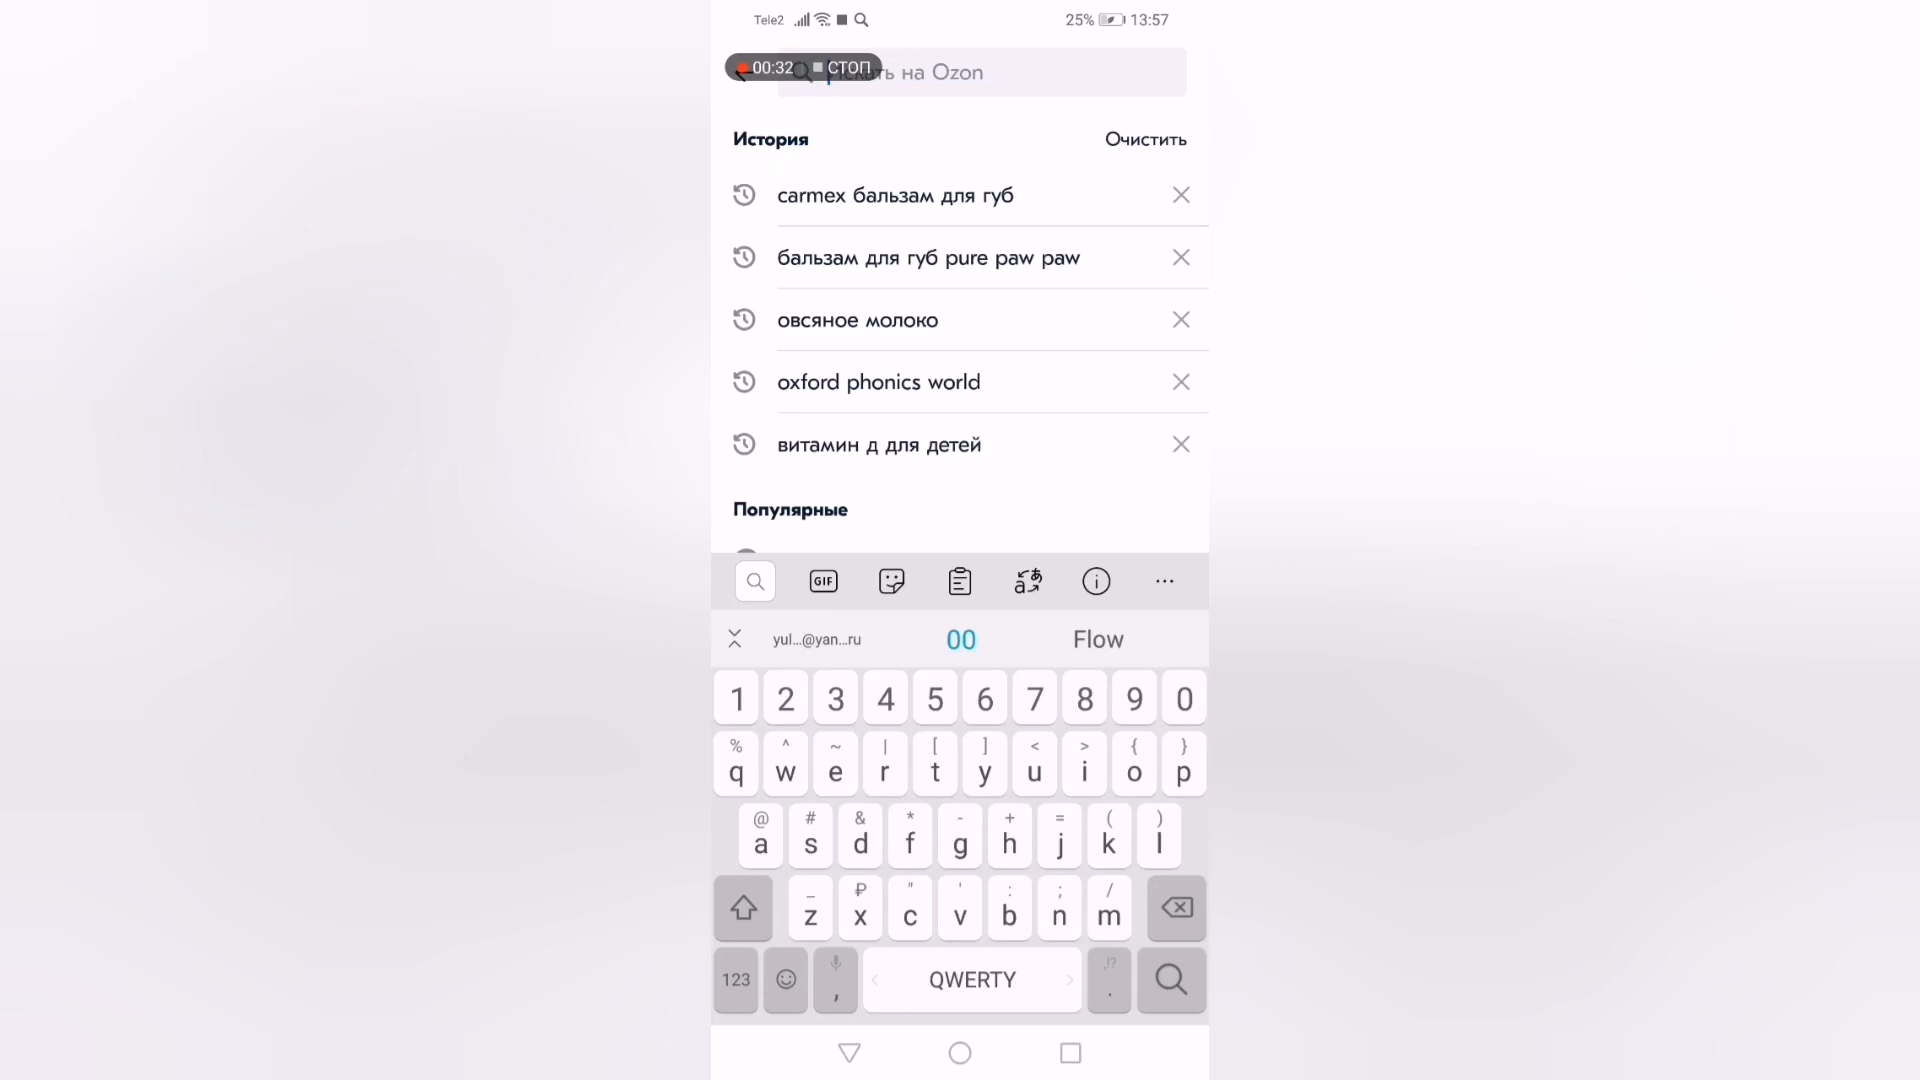 Tele2 25% 13:57
00:32 СТОП
на Ozon
История Очистить
carmex бальзам для губ
бальзам для губ pure paw paw
овсяное молоко
oxford phonics world
витамин д для детей
Популярные
GIF
yul...@yan...ru 00 Flow
1 2 3 4 5 6 7 8 9 0
% ^ ~ | [ ] < > { }
q w e r t y u i o p
@ # & * - + = ( )
a s d f g h j k l
_ ₽ " ' : ; /
z x c v b n m
,!?
123 , QWERTY .